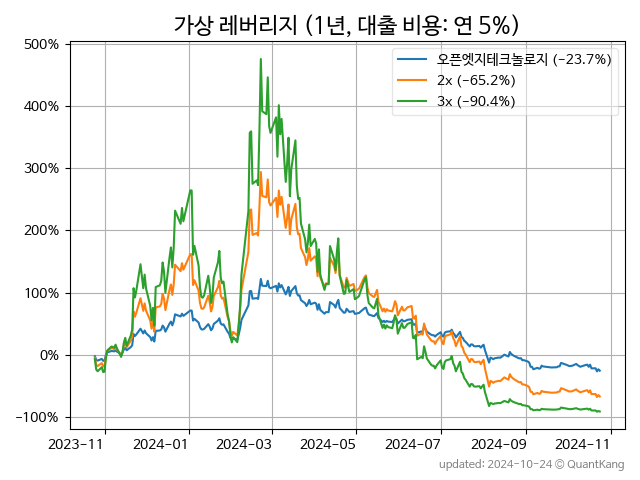 가상 레버리지 (1년, 대출 비용: 연 5%)
500%
400%
300%
200%
100%
0%
−100%
오픈엣지테크놀로지 (-23.7%)
2x (-65.2%)
3x (-90.4%)
2023-11
2024-01
2024-03
2024-05
2024-07
2024-09
2024-11
updated: 2024-10-24 © QuantKang